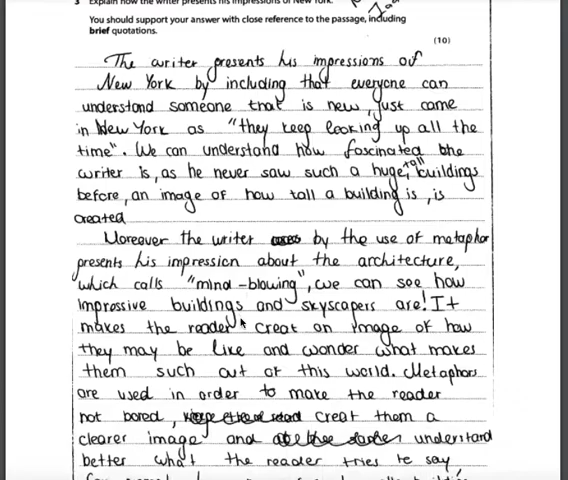 3 Explain how the writer presents his impressions of New York.
You should support your answer with close reference to the passage, including
brief quotations.
(10)
The writer presents his impressions of
New York by including that everyone can
understand someone that is new, just came
in New York as "they keep looking up all the
time". We can understand how fascinated the
writer is, as he never saw such a huge, tall buildings
before, an image of how tall a building is, is
created
Moreover the writer by the use of metaphor
presents his impression about the architecture,
which calls "mind-blowing", we can see how
impressive buildings and skyscapers are! It
makes the reader creat an image of how
they may be like and wonder what makes
them such out of this world. Metaphors
are used in order to make the reader
not bored, creat them a
clearer image and understand
better what the reader tries to say